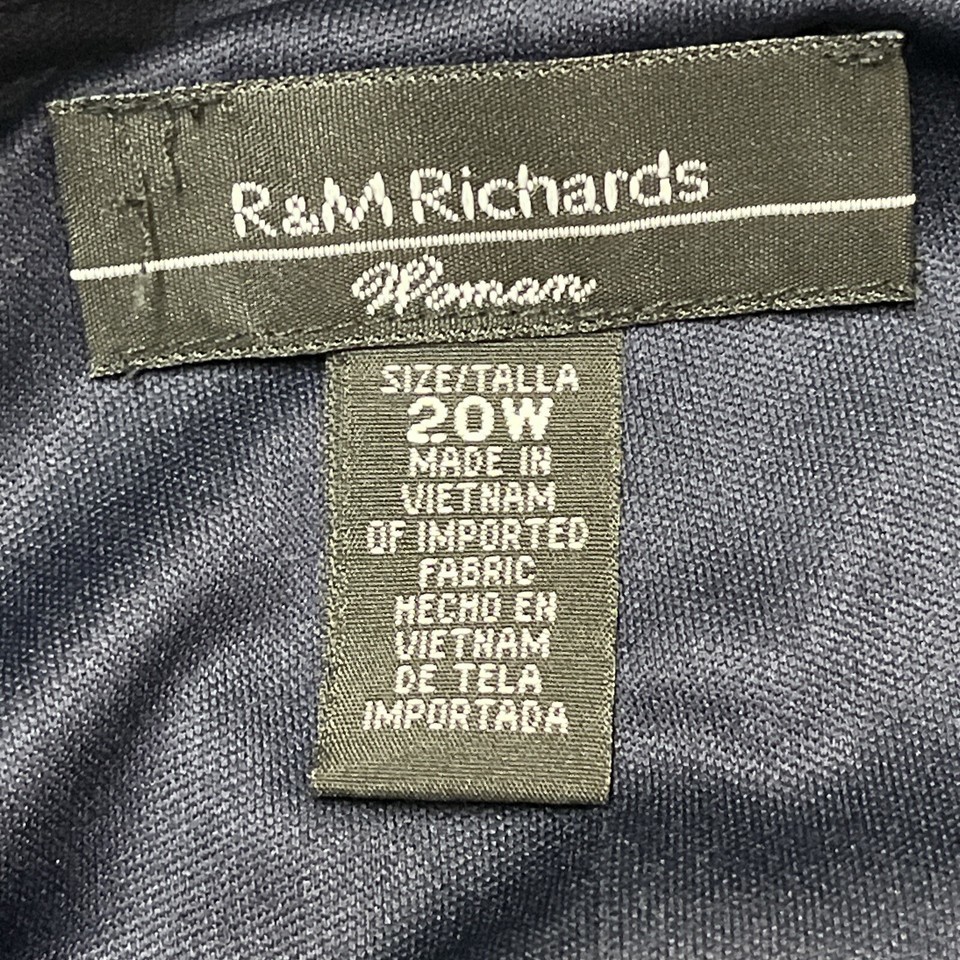 R&M Richards
Woman
SIZE/TALLA
20W
MADE IN
VIETNAM
OF IMPORTED
FABRIC
HECHO EN
VIETNAM
DE TELA
IMPORTADA